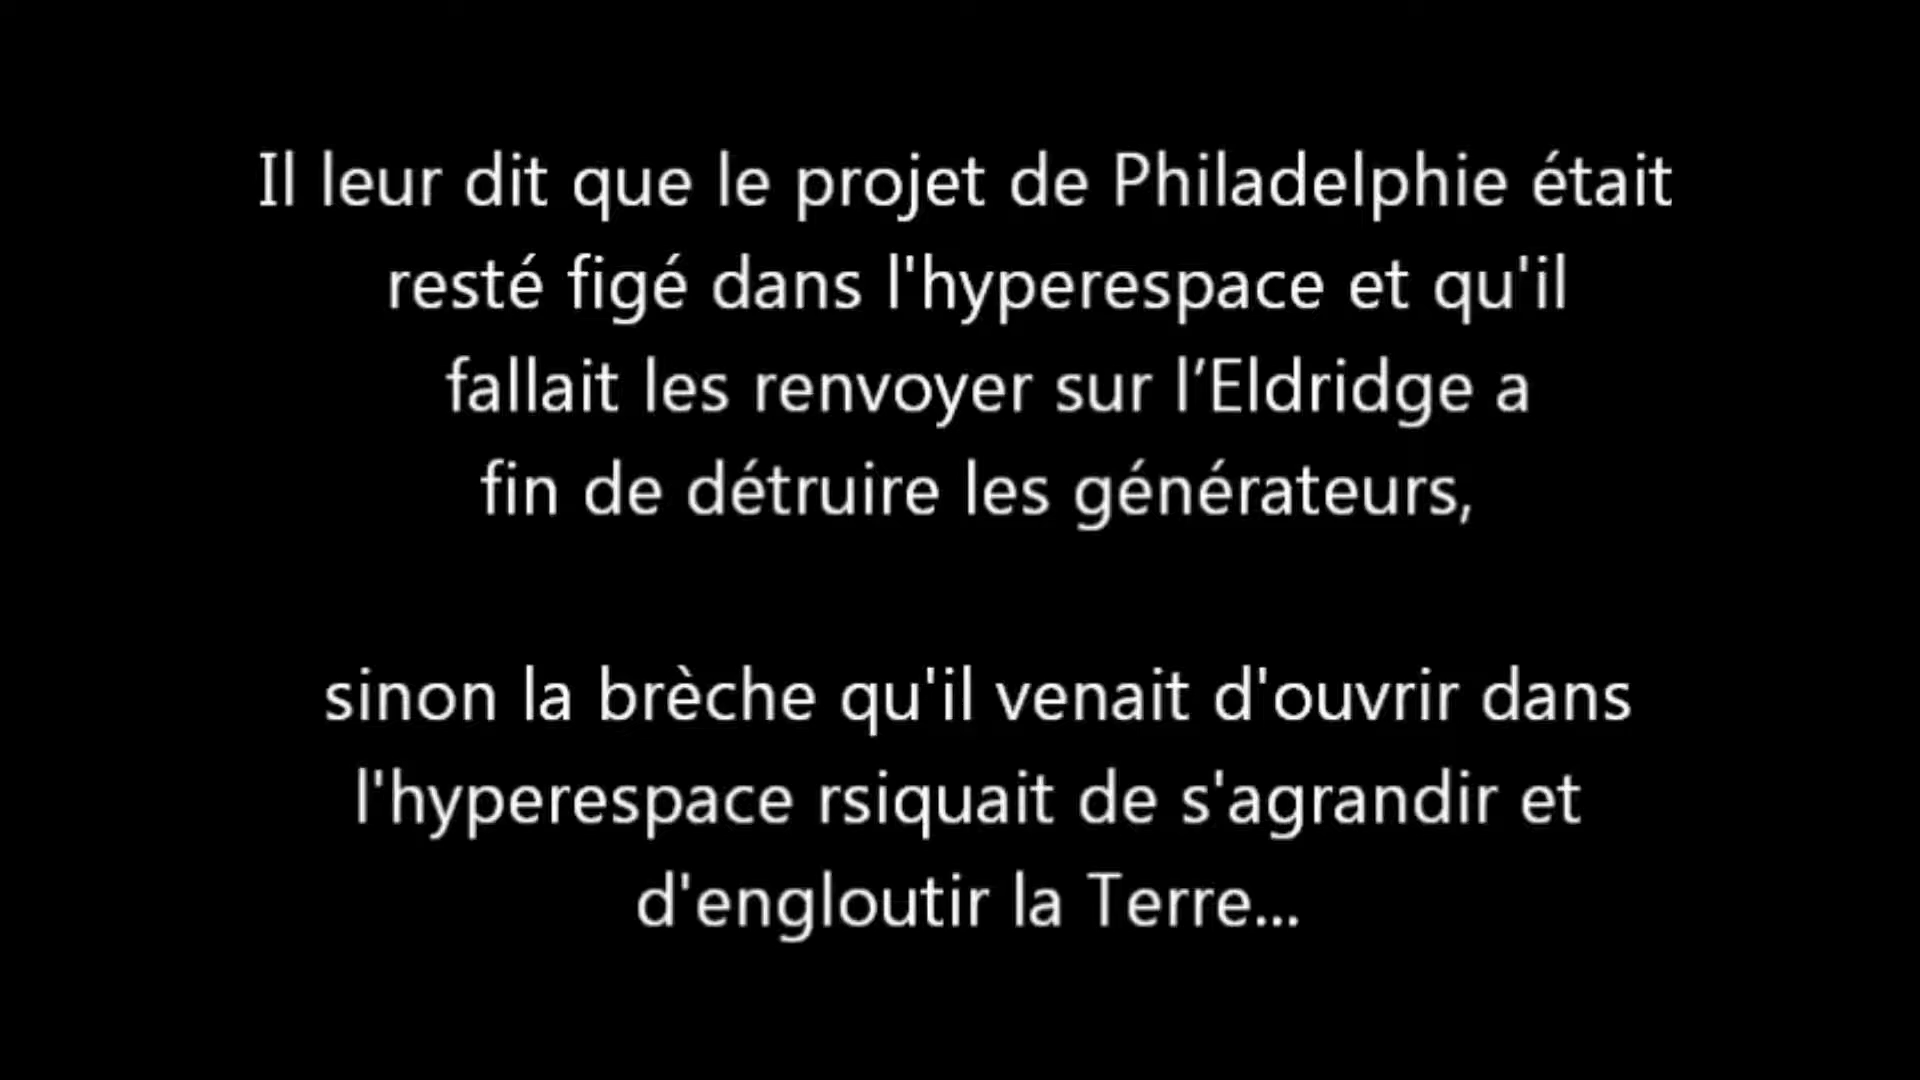 Il leur dit que le projet de Philadelphie était
resté figé dans l'hyperespace et qu'il
fallait les renvoyer sur l’Eldridge a
fin de détruire les générateurs,
sinon la brèche qu'il venait d'ouvrir dans
l'hyperespace rsiquait de s'agrandir et
d'engloutir la Terre...